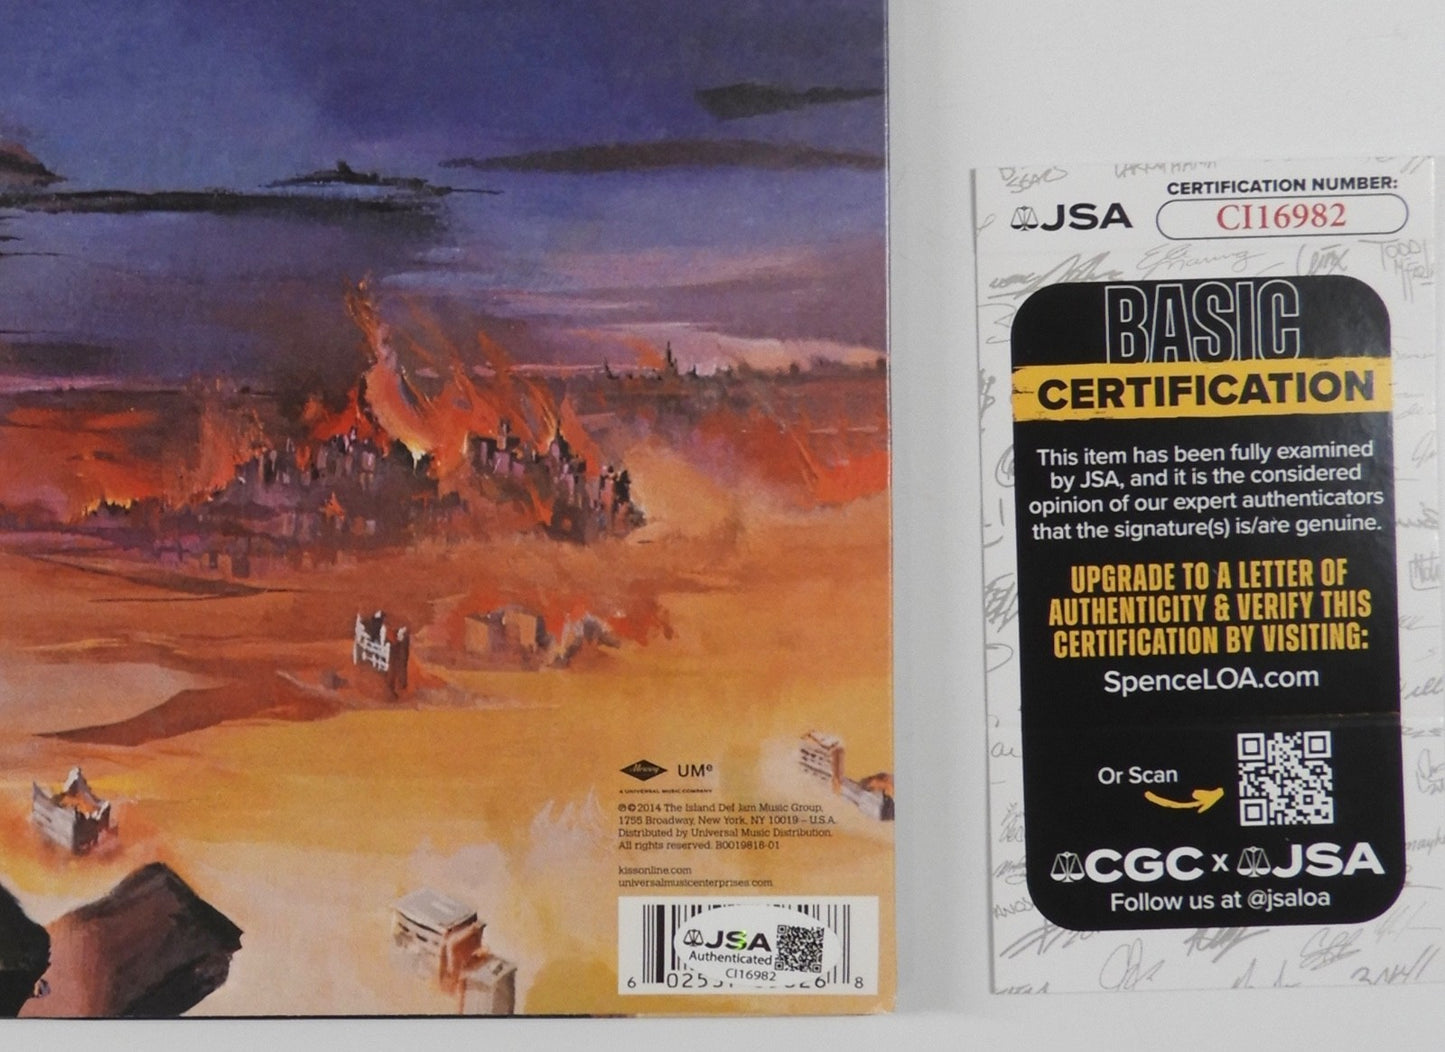 Mercury UMe
A UNIVERSAL MUSIC COMPANY
℗©2014 The Island Def Jam Music Group,
1755 Broadway, New York, NY 10019 – U.S.A.
Distributed by Universal Music Distribution.
All rights reserved. B0019818-01
kissonline.com
universalmusicenterprises.com
JSA
Authenticated
CI16982
6 8
JSA
CERTIFICATION NUMBER:
CI16982
BASIC
CERTIFICATION
This item has been fully examined
by JSA, and it is the considered
opinion of our expert authenticators
that the signature(s) is/are genuine.
UPGRADE TO A LETTER OF
AUTHENTICITY & VERIFY THIS
CERTIFICATION BY VISITING:
SpenceLOA.com
Or Scan
CGC x JSA
Follow us at @jsaloa